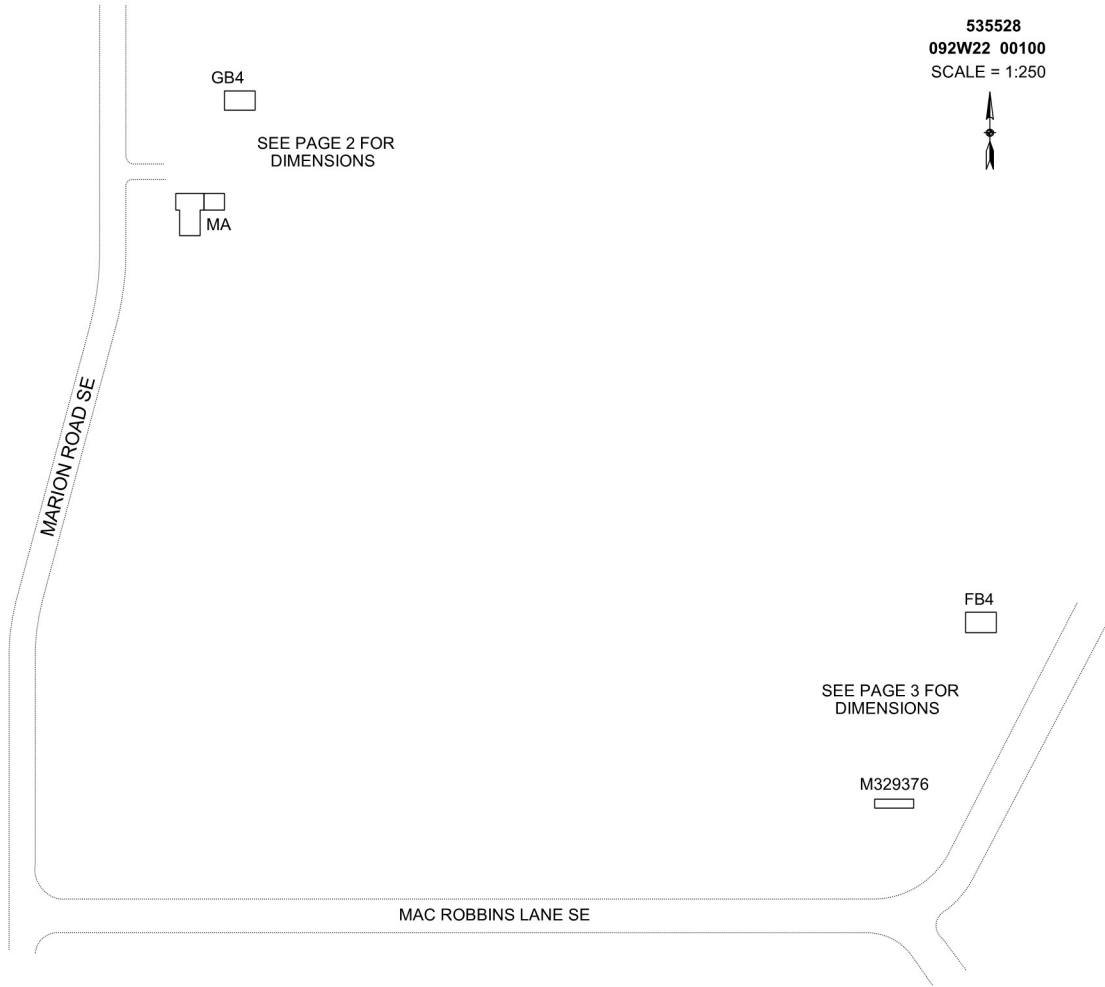 535528
092W22 00100
SCALE = 1:250
GB4
SEE PAGE 2 FOR
DIMENSIONS
MA
MARION ROAD SE
FB4
SEE PAGE 3 FOR
DIMENSIONS
M329376
MAC ROBBINS LANE SE